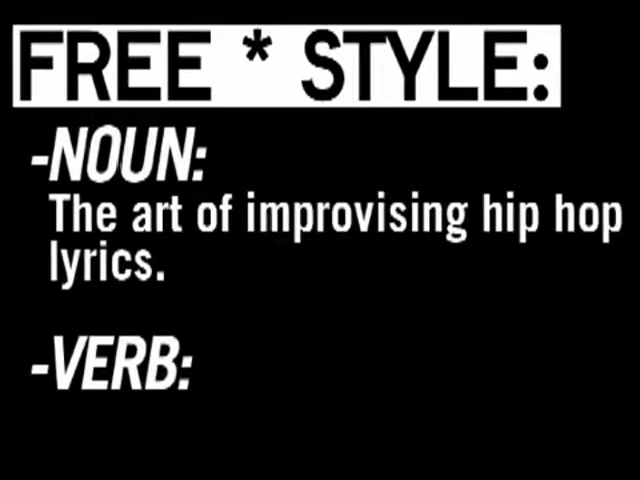 FREE * STYLE:
-NOUN:
The art of improvising hip hop
lyrics.
-VERB: